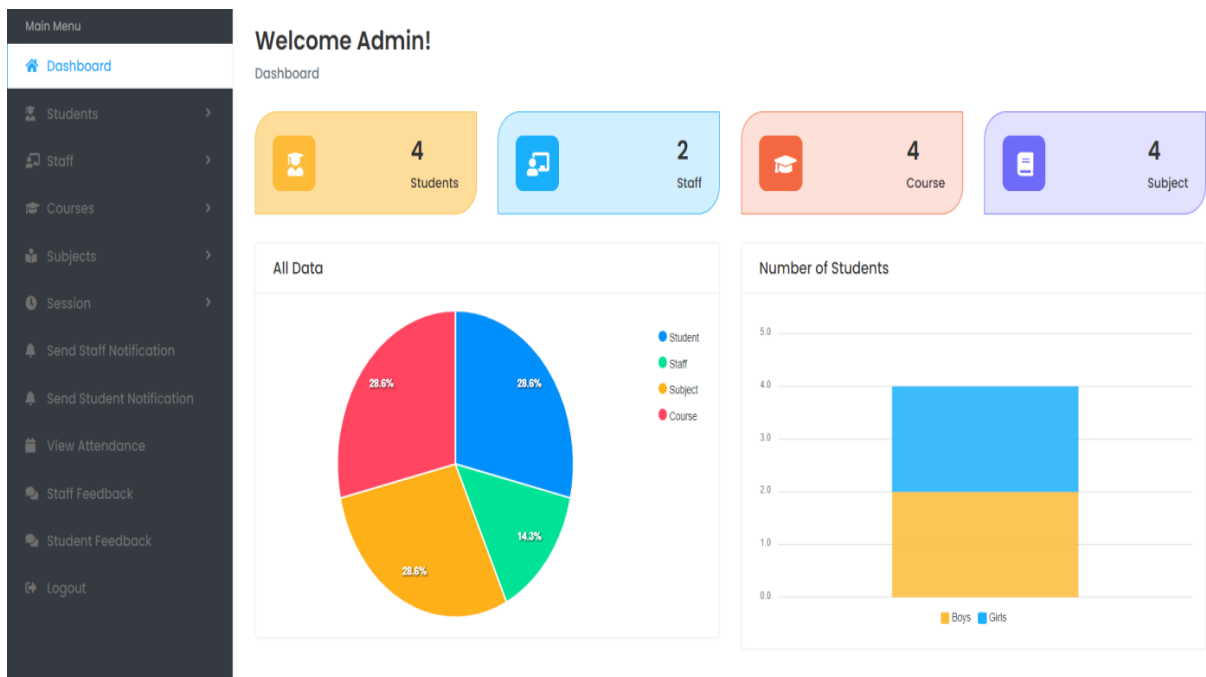 Main Menu
Dashboard
Students
Staff
Courses
Subjects
Session
Send Staff Notification
Send Student Notification
View Attendance
Staff Feedback
Student Feedback
Logout
Welcome Admin!
Dashboard
4
Students
2
Staff
4
Course
4
Subject
All Data
28.6%
28.6%
14.3%
28.6%
Student
Staff
Subject
Course
Number of Students
5.0
4.0
3.0
2.0
1.0
0.0
Boys Girls